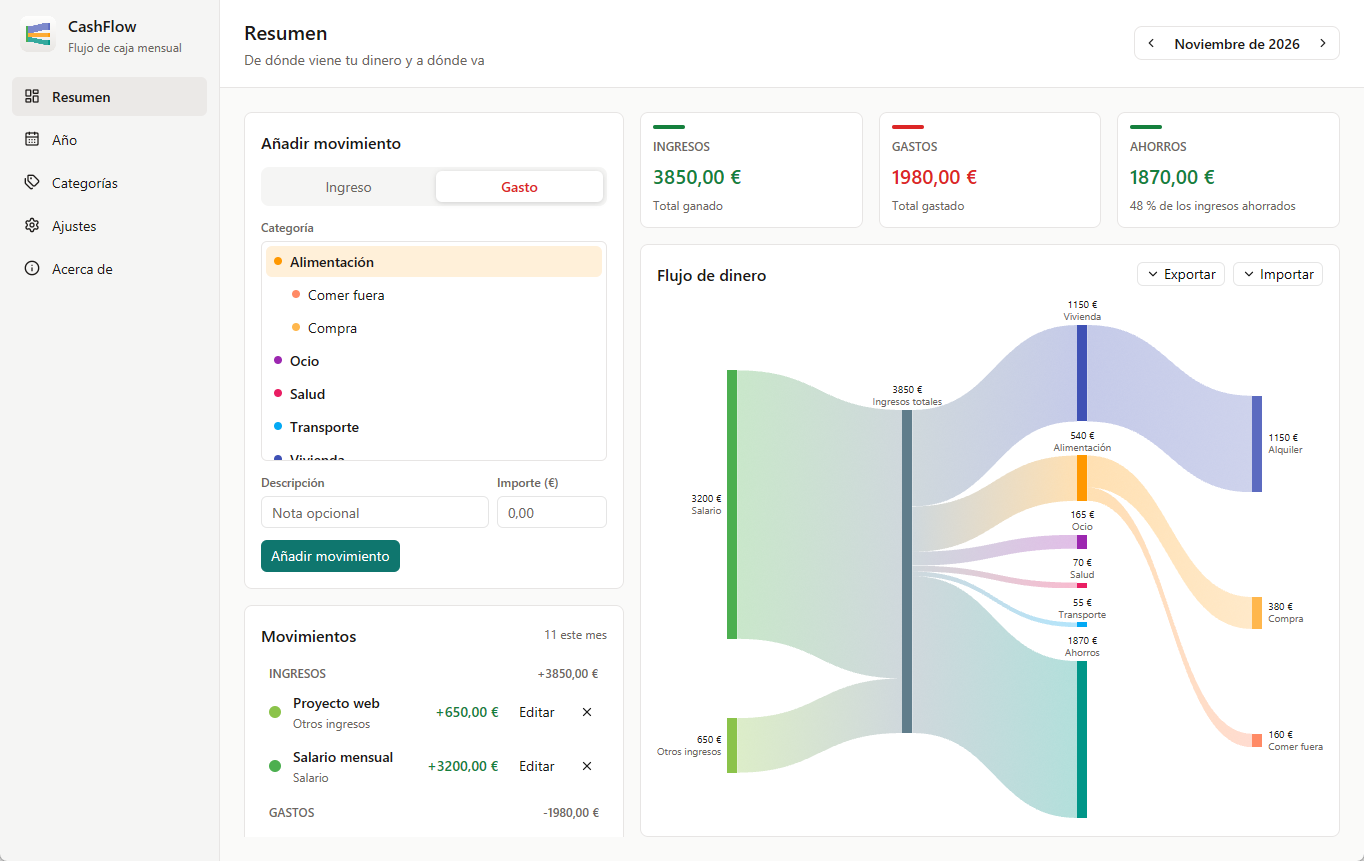 CashFlow
Flujo de caja mensual
Resumen
Año
Categorías
Ajustes
Acerca de
Resumen
De dónde viene tu dinero y a dónde va
Noviembre de 2026
Añadir movimiento
Ingreso
Gasto
Categoría
Alimentación
Comer fuera
Compra
Ocio
Salud
Transporte
Vivienda
Descripción
Importe (€)
Nota opcional
0,00
Añadir movimiento
Movimientos
11 este mes
INGRESOS
+3850,00 €
Proyecto web
Otros ingresos
+650,00 €
Editar
Salario mensual
Salario
+3200,00 €
Editar
GASTOS
-1980,00 €
INGRESOS
3850,00 €
Total ganado
GASTOS
1980,00 €
Total gastado
AHORROS
1870,00 €
48 % de los ingresos ahorrados
Flujo de dinero
Exportar
Importar
3200 €
Salario
650 €
Otros ingresos
3850 €
Ingresos totales
1150 €
Vivienda
540 €
Alimentación
165 €
Ocio
70 €
Salud
55 €
Transporte
1870 €
Ahorros
1150 €
Alquiler
380 €
Compra
160 €
Comer fuera